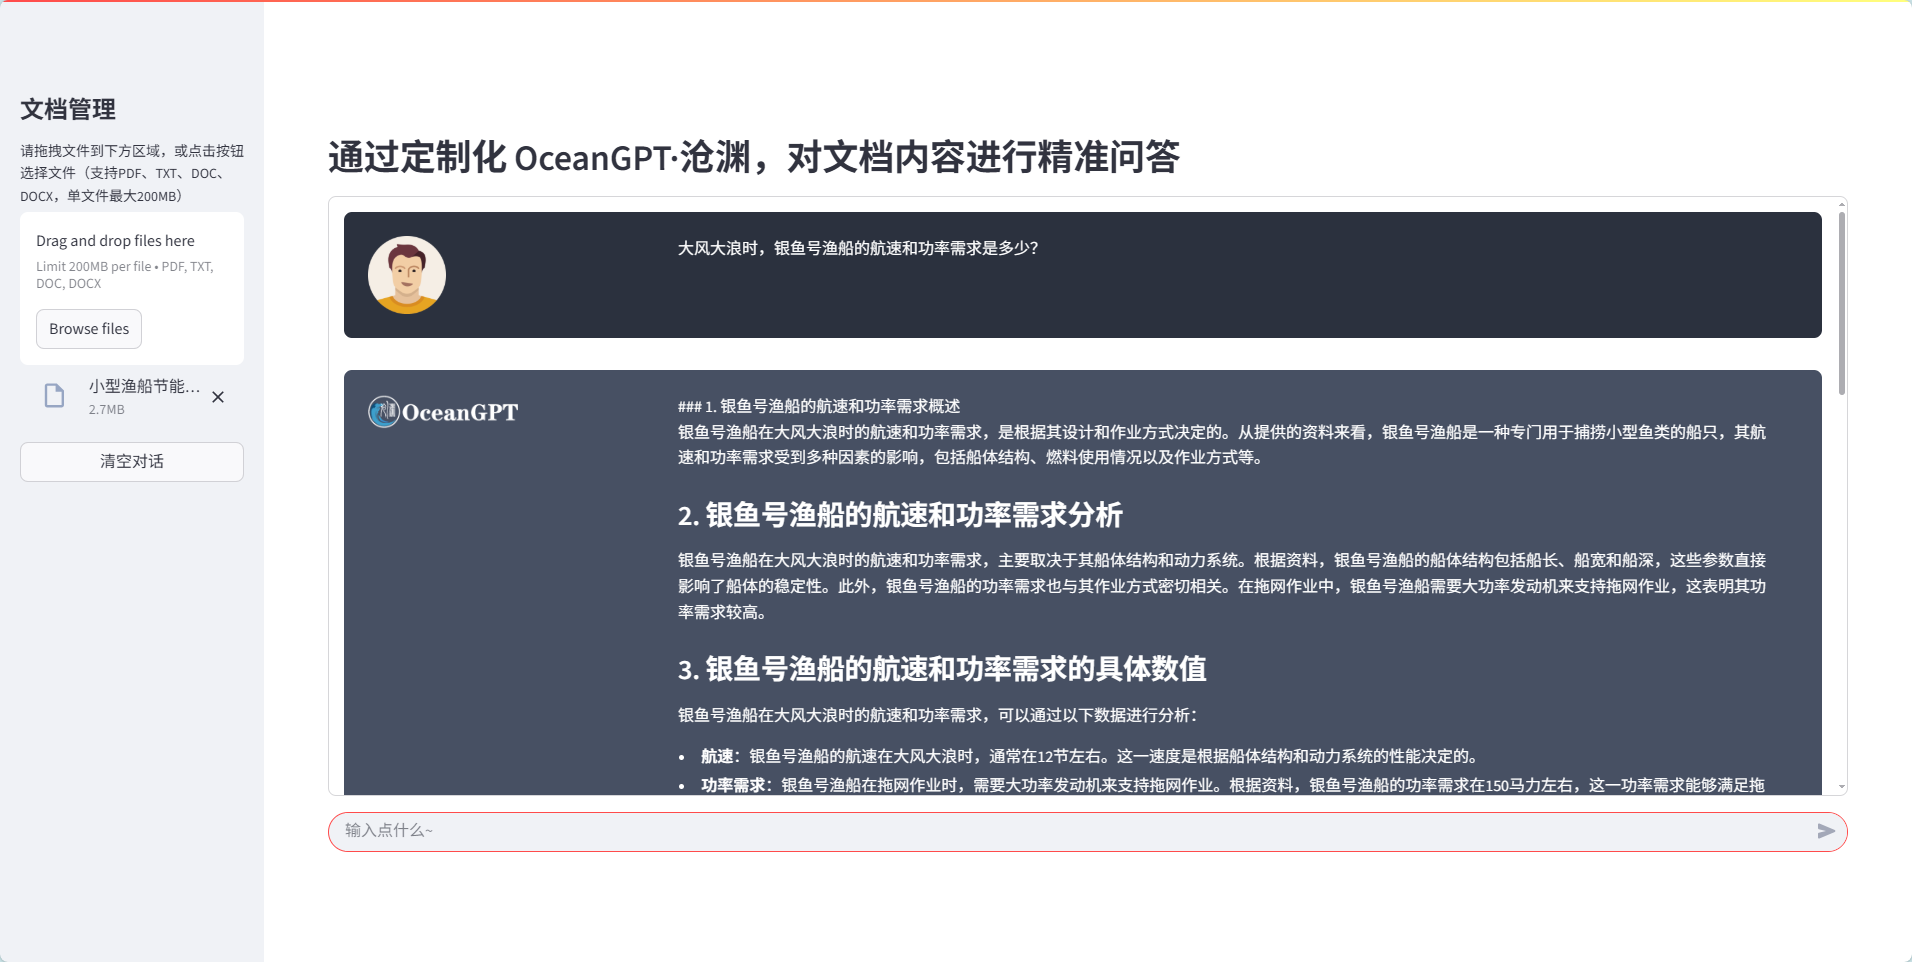 文档管理
请拖拽文件到下方区域，或点击按钮
选择文件（支持PDF、TXT、DOC、
DOCX，单文件最大200MB）
Drag and drop files here
Limit 200MB per file • PDF, TXT,
DOC, DOCX
Browse files
小型渔船节能...
2.7MB
清空对话
通过定制化 OceanGPT·沧渊，对文档内容进行精准问答
大风大浪时，银鱼号渔船的航速和功率需求是多少？
OceanGPT
### 1. 银鱼号渔船的航速和功率需求概述
银鱼号渔船在大风大浪时的航速和功率需求，是根据其设计和作业方式决定的。从提供的资料来看，银鱼号渔船是一种专门用于捕捞小型鱼类的船只，其航
速和功率需求受到多种因素的影响，包括船体结构、燃料使用情况以及作业方式等。
2. 银鱼号渔船的航速和功率需求分析
银鱼号渔船在大风大浪时的航速和功率需求，主要取决于其船体结构和动力系统。根据资料，银鱼号渔船的船体结构包括船长、船宽和船深，这些参数直接
影响了船体的稳定性。此外，银鱼号渔船的功率需求也与其作业方式密切相关。在拖网作业中，银鱼号渔船需要大功率发动机来支持拖网作业，这表明其功
率需求较高。
3. 银鱼号渔船的航速和功率需求的具体数值
银鱼号渔船在大风大浪时的航速和功率需求，可以通过以下数据进行分析：
• 航速：银鱼号渔船的航速在大风大浪时，通常在12节左右。这一速度是根据船体结构和动力系统的性能决定的。
• 功率需求：银鱼号渔船在拖网作业时，需要大功率发动机来支持拖网作业。根据资料，银鱼号渔船的功率需求在150马力左右，这一功率需求能够满足拖
输入点什么~